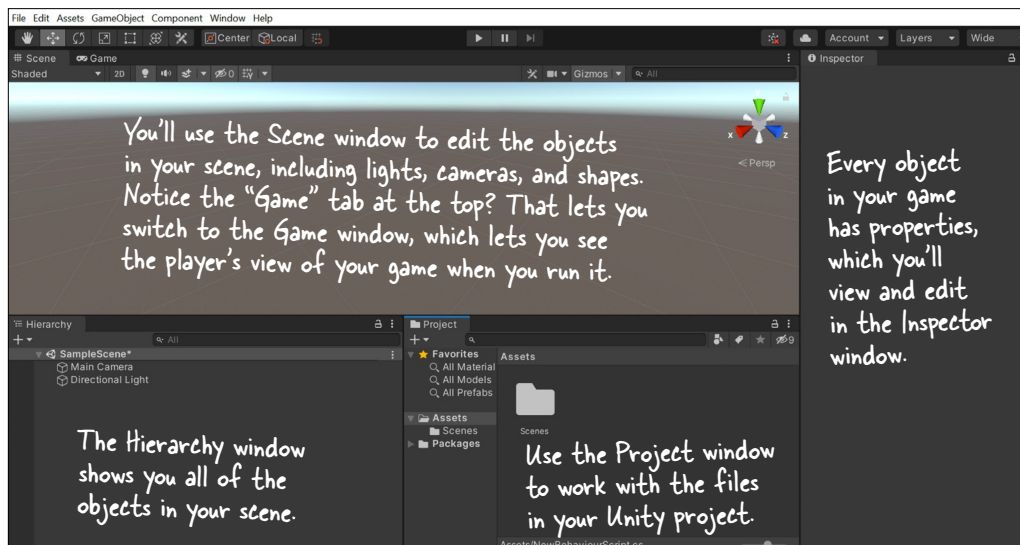 File Edit Assets GameObject Component Window Help
Center Local Account Layers Wide
Scene Game Inspector
Shaded 2D 0 Gizmos All
Y
X Z
Persp
You'll use the Scene window to edit the objects
in your scene, including lights, cameras, and shapes.
Notice the “Game” tab at the top? That lets you
switch to the Game window, which lets you see
the player's view of your game when you run it.
Every object
in your game
has properties,
which you'll
view and edit
in the Inspector
window.
Hierarchy
All
SampleScene*
Main Camera
Directional Light
The Hierarchy window
shows you all of the
objects in your scene.
Project
9
Favorites
All Material
All Models
All Prefabs
Assets
Scenes
Packages
Assets
Scenes
Use the Project window
to work with the files
in your Unity project.
Assets/NewBehaviourScript.cs